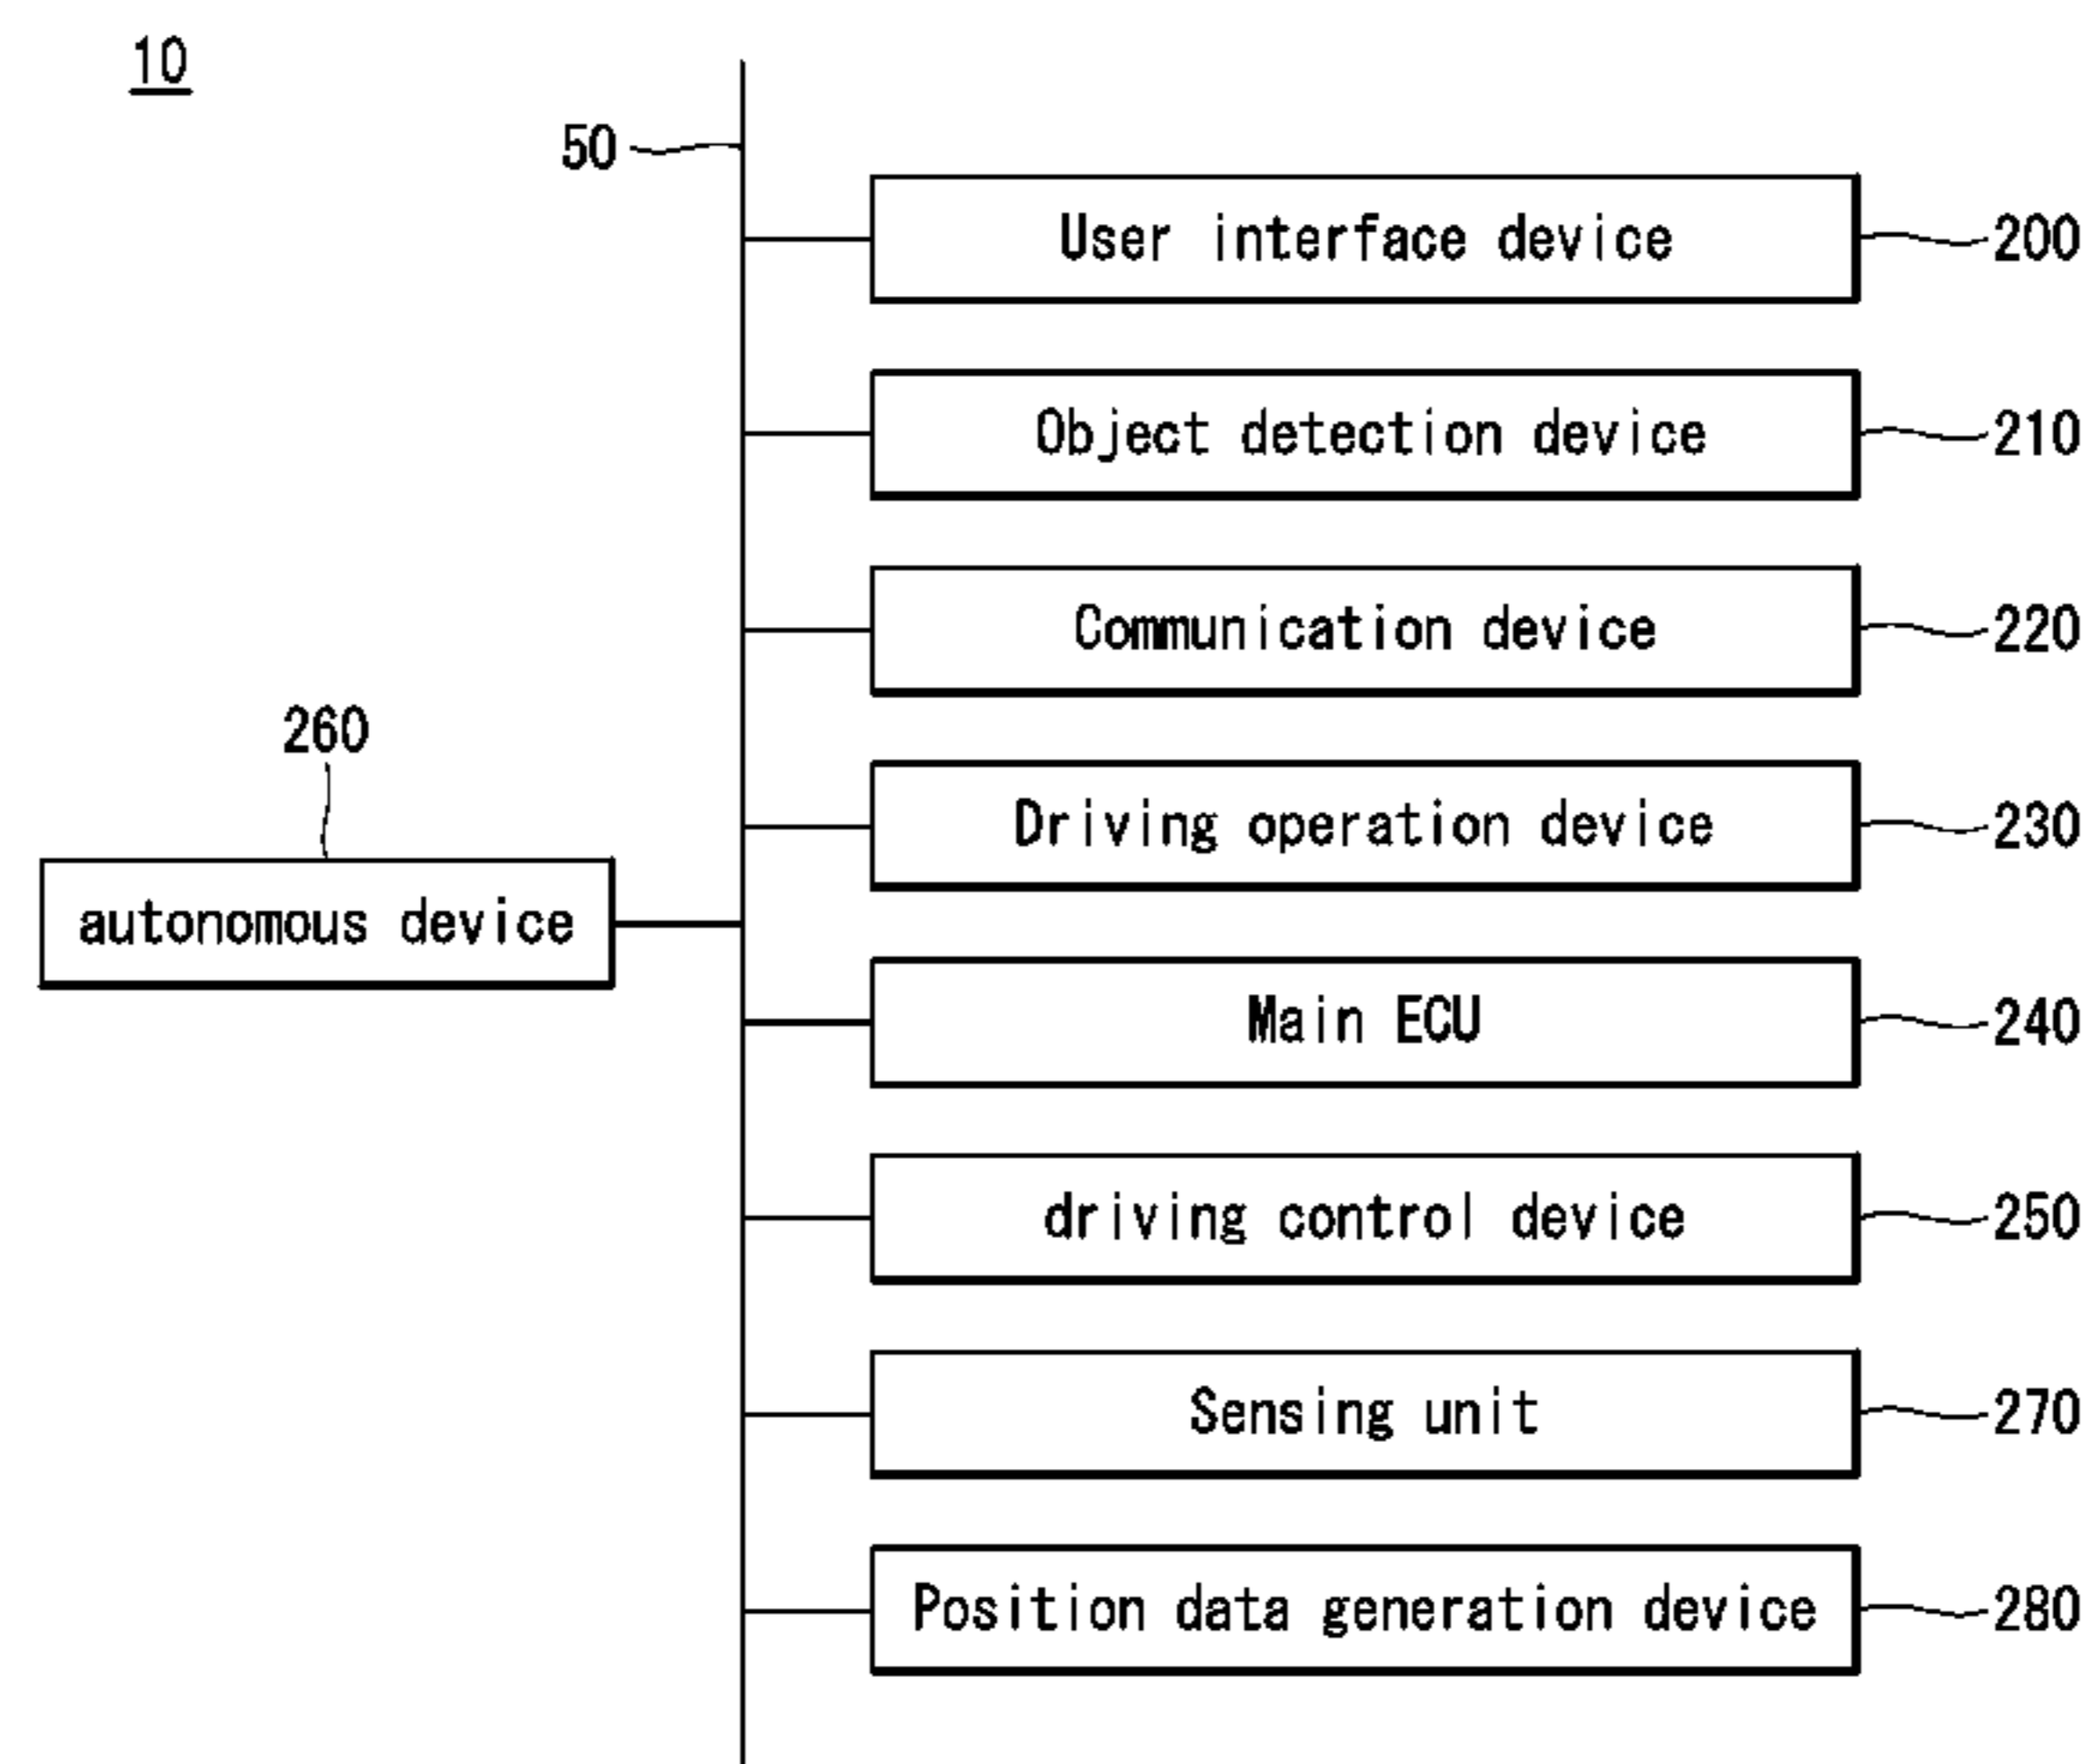 10
50
User interface device 200
Object detection device 210
Communication device 220
260
Driving operation device 230
autonomous device
Main ECU 240
driving control device 250
Sensing unit 270
Position data generation device 280